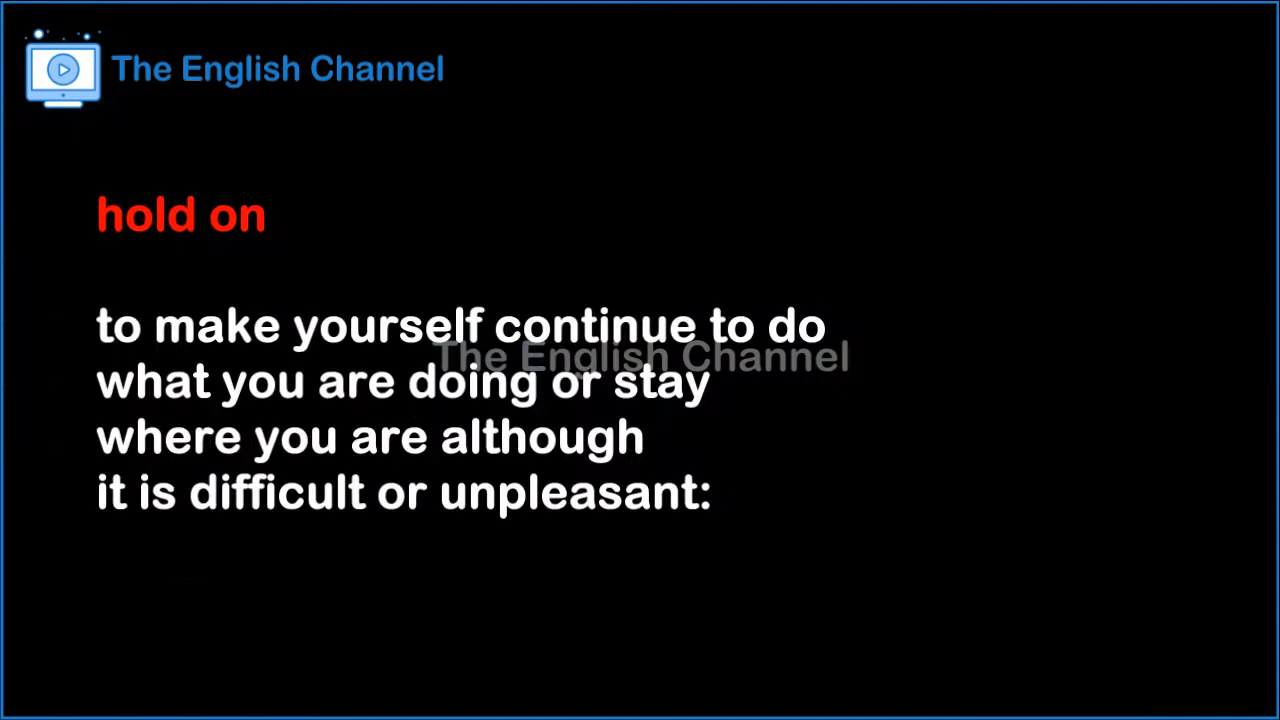 The English Channel
hold on
to make yourself continue to do
The English Channel
what you are doing or stay
where you are although
it is difficult or unpleasant: